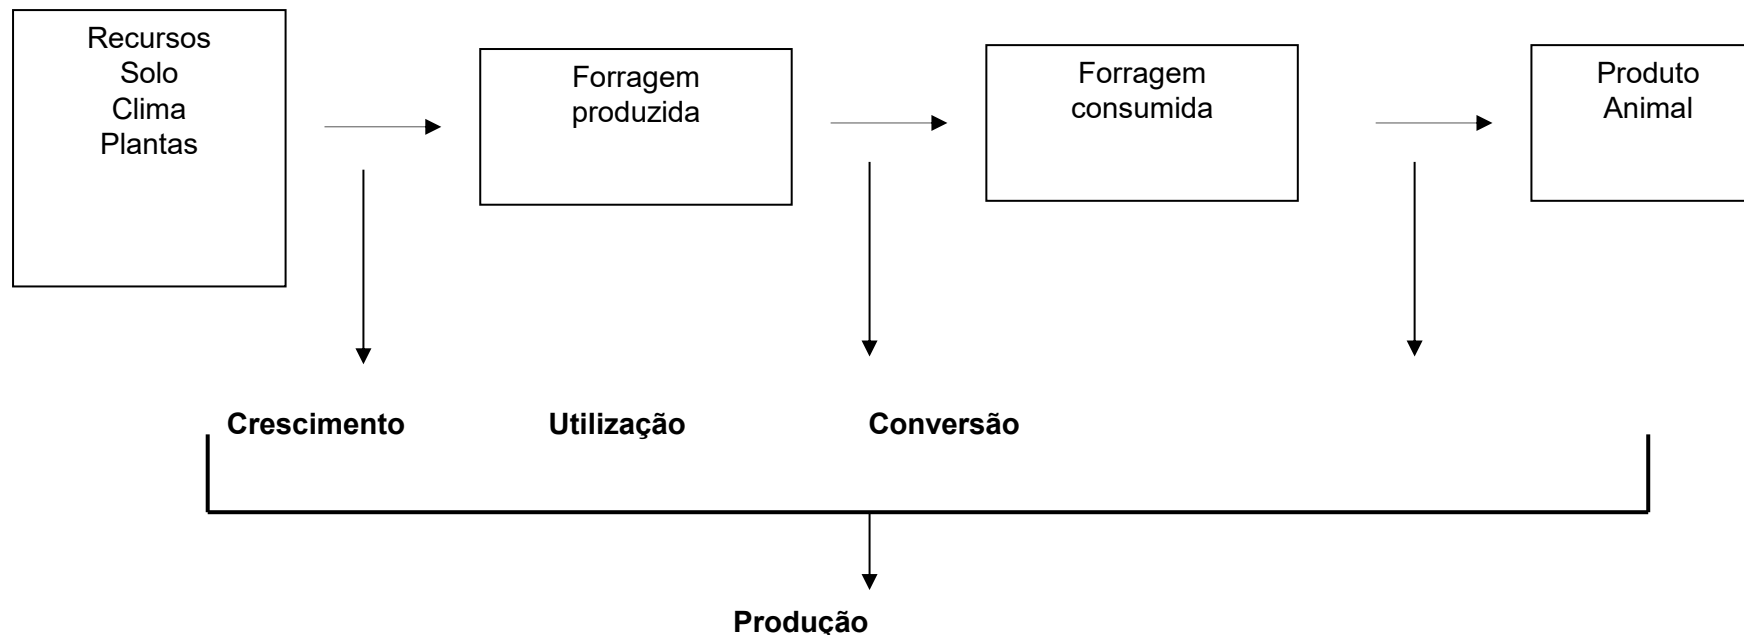 Recursos
Solo
Clima
Plantas
Forragem
produzida
Forragem
consumida
Produto
Animal
Crescimento
Utilização
Conversão
Produção